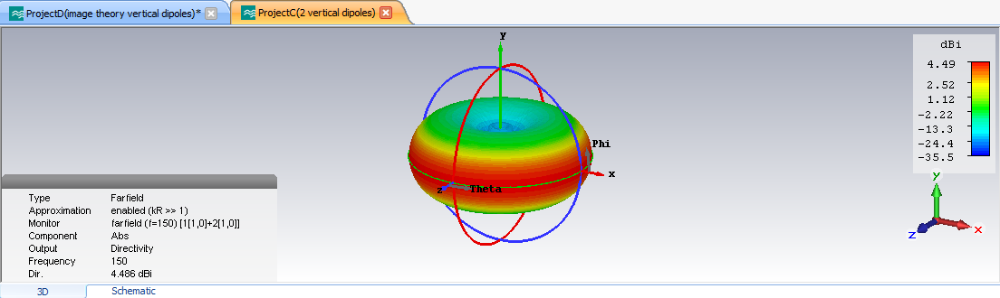 ProjectD(image theory vertical dipoles)* ProjectC(2 vertical dipoles)
y
dBi
4.49
2.52
1.12
-2.22
-13.3
-24.4
-35.5
Phi
x
z Theta
Type Farfield
Approximation enabled (kR >> 1)
Monitor farfield (f=150) [1[1,0]+2[1,0]]
Component Abs
Output Directivity
Frequency 150
Dir. 4.486 dBi
y
x
z
3D Schematic